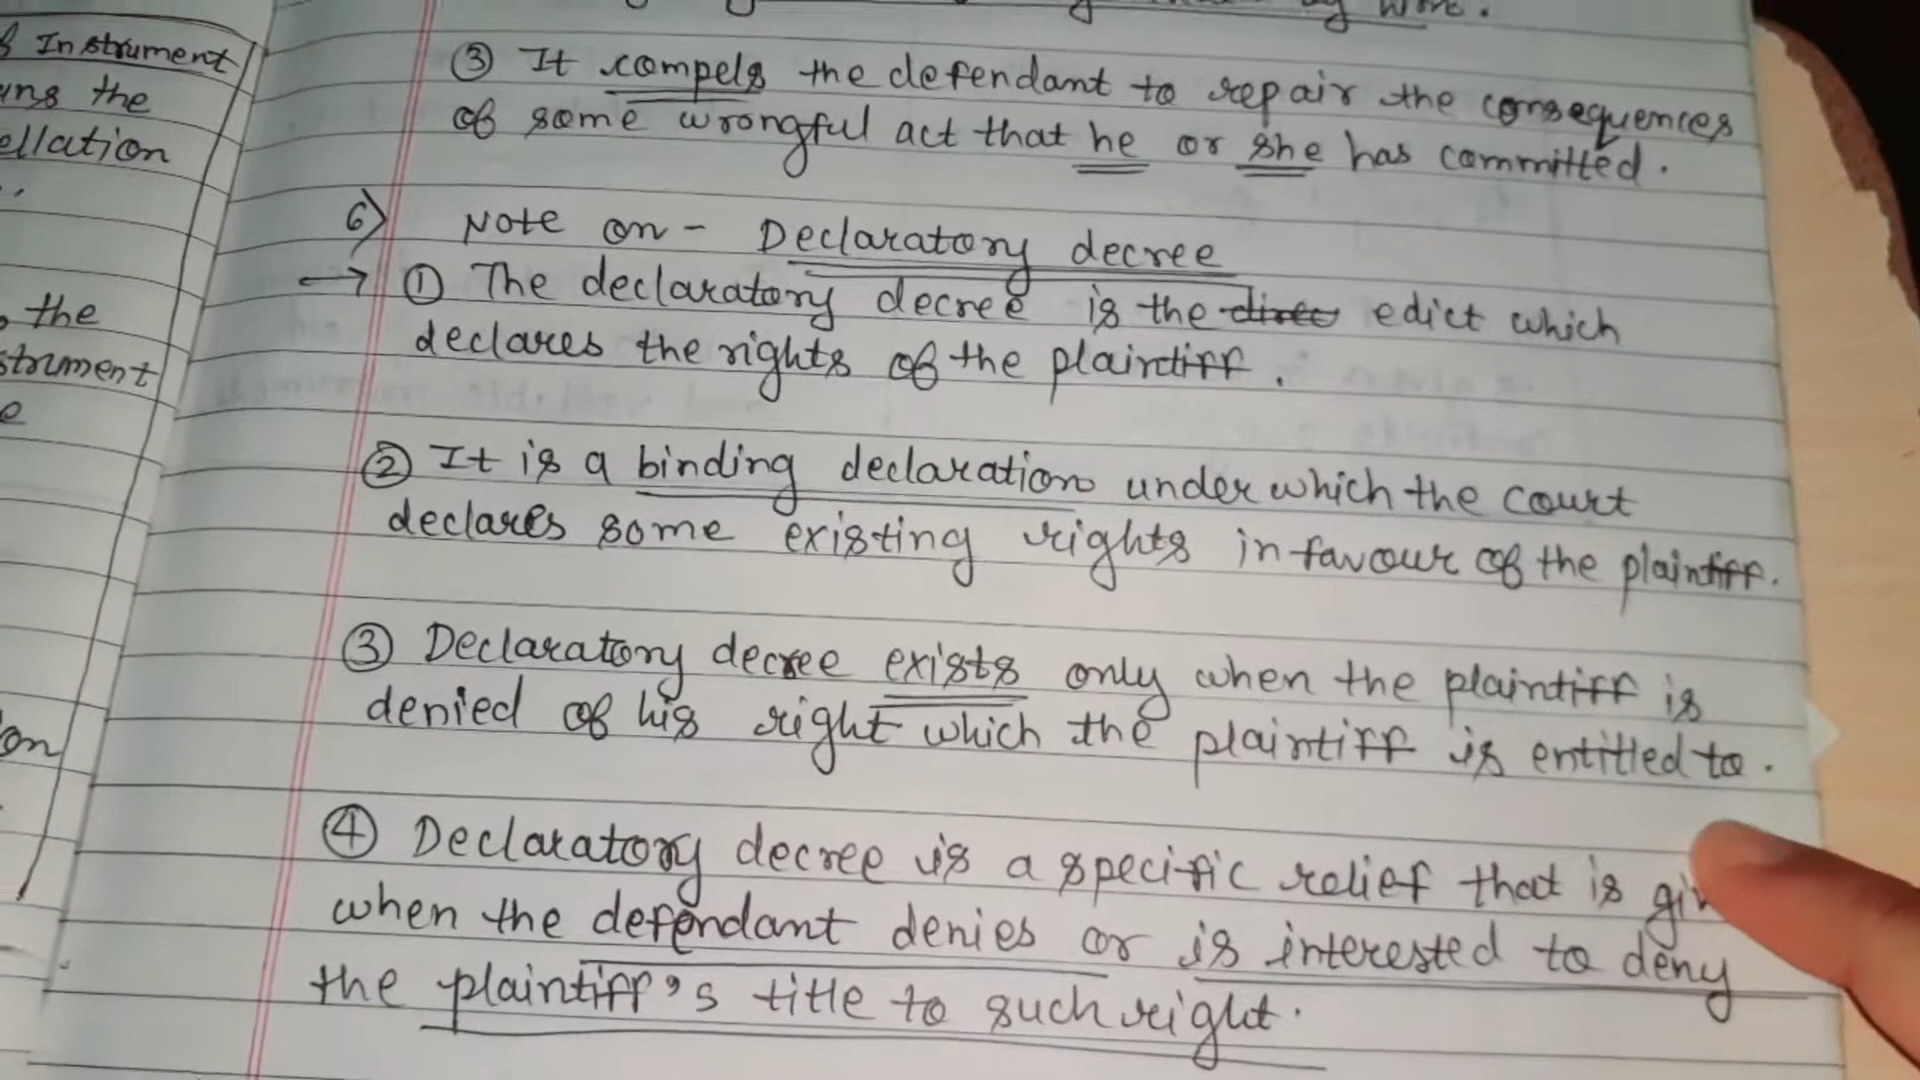 Instrument
the
ellation
the
strument
e
on
③ It compels the defendant to repair the consequences
of some wrongful act that he or she has committed.
6) Note on - Declaratory decree
→ ① The declaratory decree is the edict which
declares the rights of the plaintiff.
② It is a binding declaration under which the court
declares some existing rights in favour of the plaintiff.
③ Declaratory decree exists only when the plaintiff is
denied of his right which the plaintiff is entitled to.
④ Declaratory decree is a specific relief that is
when the defendant denies or is interested to deny
the plaintiff's title to such right.